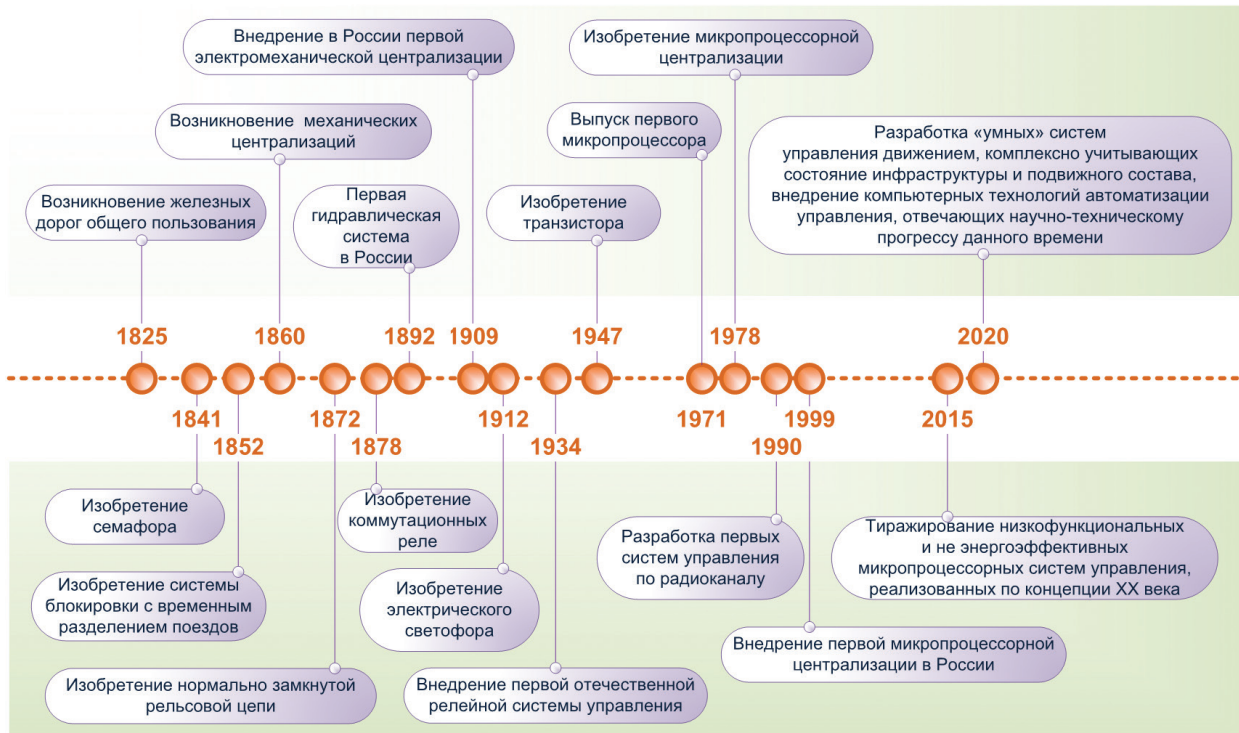 Внедрение в России первой
электромеханической централизации
Изобретение микропроцессорной
централизации
Возникновение механических
централизаций
Выпуск первого
микропроцессора
Разработка «умных» систем
управления движением, комплексно учитывающих
состояние инфраструктуры и подвижного состава,
внедрение компьютерных технологий автоматизации
управления, отвечающих научно-техническому
прогрессу данного времени
Возникновение железных
дорог общего пользования
Первая
гидравлическая
система
в России
Изобретение
транзистора
1825
1860
1892
1909
1947
1978
2020
1841
1852
1872
1878
1912
1934
1971
1990
1999
2015
Изобретение
семафора
Изобретение
коммутационных
реле
Разработка первых
систем управления
по радиоканалу
Тиражирование низкофункциональных
и не энергоэффективных
микропроцессорных систем управления,
реализованных по концепции XX века
Изобретение системы
блокировки с временным
разделением поездов
Изобретение
электрического
светофора
Внедрение первой микропроцессорной
централизации в России
Изобретение нормально замкнутой
рельсовой цепи
Внедрение первой отечественной
релейной системы управления